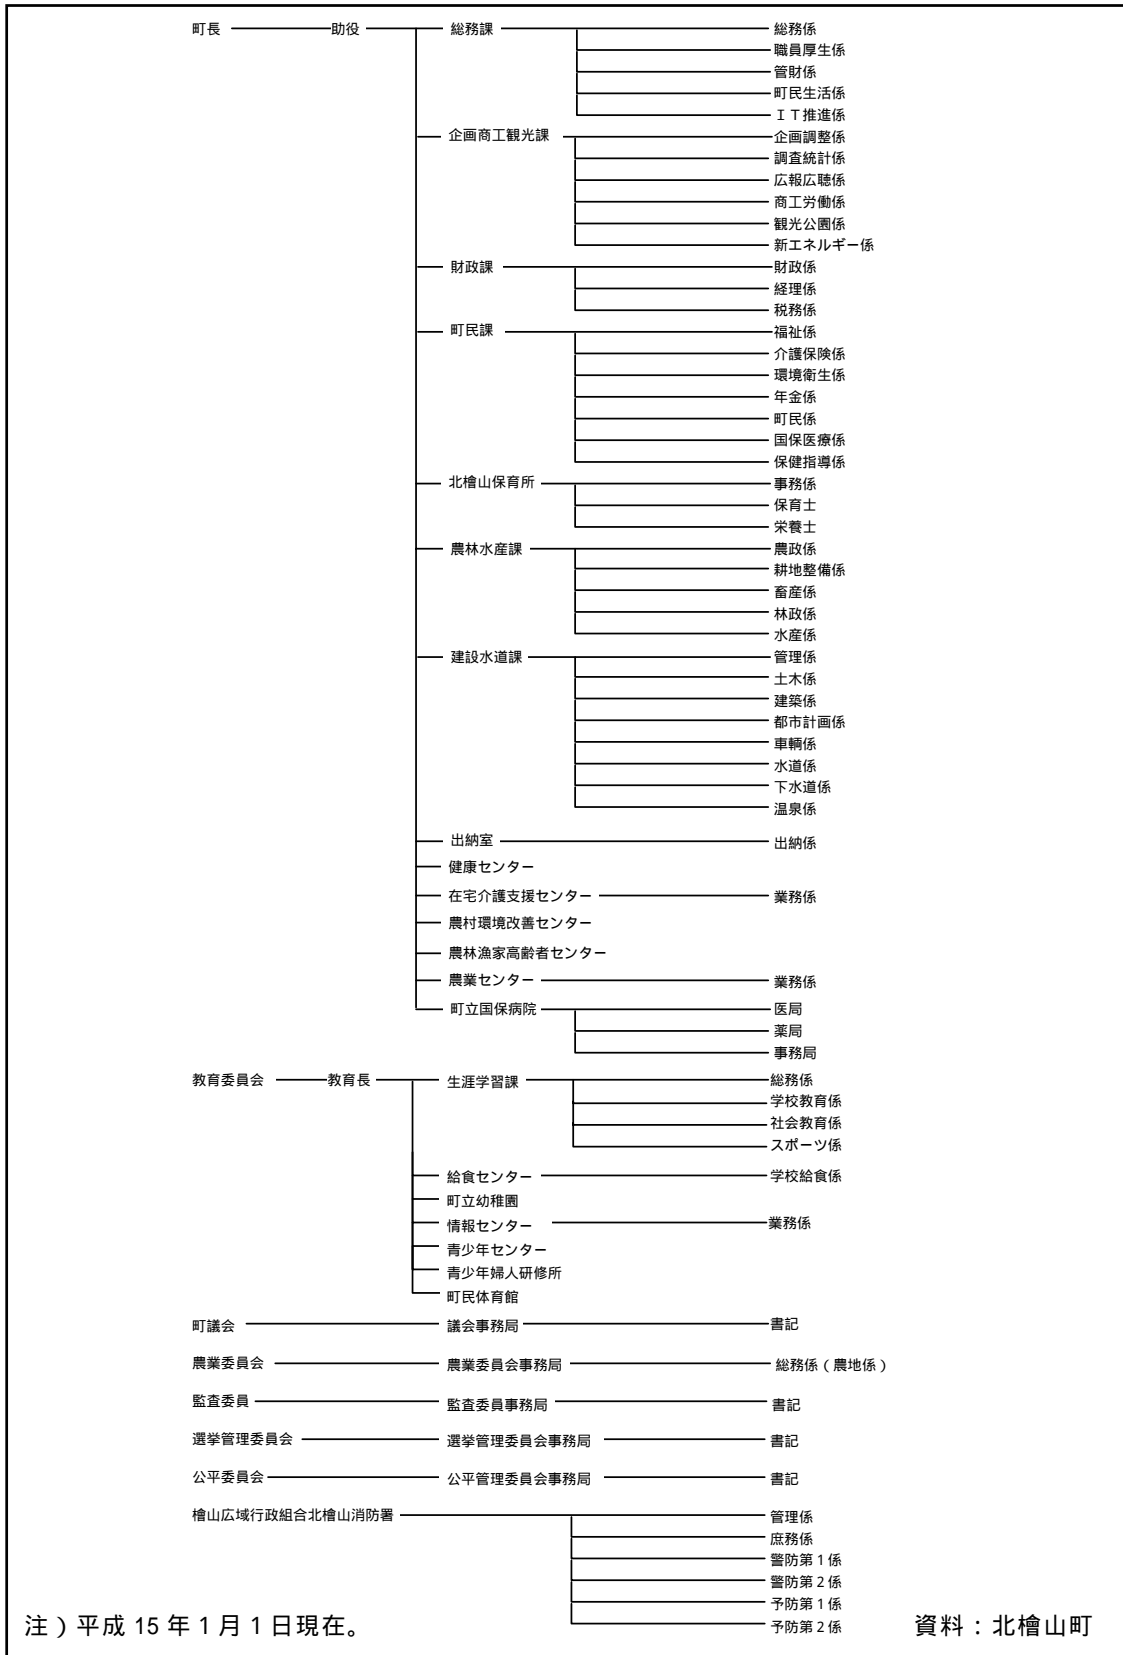 町長 助役 総務課 総務係
職員厚生係
管財係
町民生活係
ＩＴ推進係
企画商工観光課 企画調整係
調査統計係
広報広聴係
商工労働係
観光公園係
新エネルギー係
財政課 財政係
経理係
税務係
町民課 福祉係
介護保険係
環境衛生係
年金係
町民係
国保医療係
保健指導係
北檜山保育所 事務係
保育士
栄養士
農林水産課 農政係
耕地整備係
畜産係
林政係
水産係
建設水道課 管理係
土木係
建築係
都市計画係
車輌係
水道係
下水道係
温泉係
出納室 出納係
健康センター
在宅介護支援センター 業務係
農村環境改善センター
農林漁家高齢者センター
農業センター 業務係
町立国保病院 医局
薬局
事務局
教育委員会 教育長 生涯学習課 総務係
学校教育係
社会教育係
スポーツ係
給食センター 学校給食係
町立幼稚園
情報センター 業務係
青少年センター
青少年婦人研修所
町民体育館
町議会 議会事務局 書記
農業委員会 農業委員会事務局 総務係（農地係）
監査委員 監査委員事務局 書記
選挙管理委員会 選挙管理委員会事務局 書記
公平委員会 公平管理委員会事務局 書記
檜山広域行政組合北檜山消防署 管理係
庶務係
警防第１係
警防第２係
予防第１係
予防第２係
注）平成 15 年 1 月 1 日現在。 資料：北檜山町